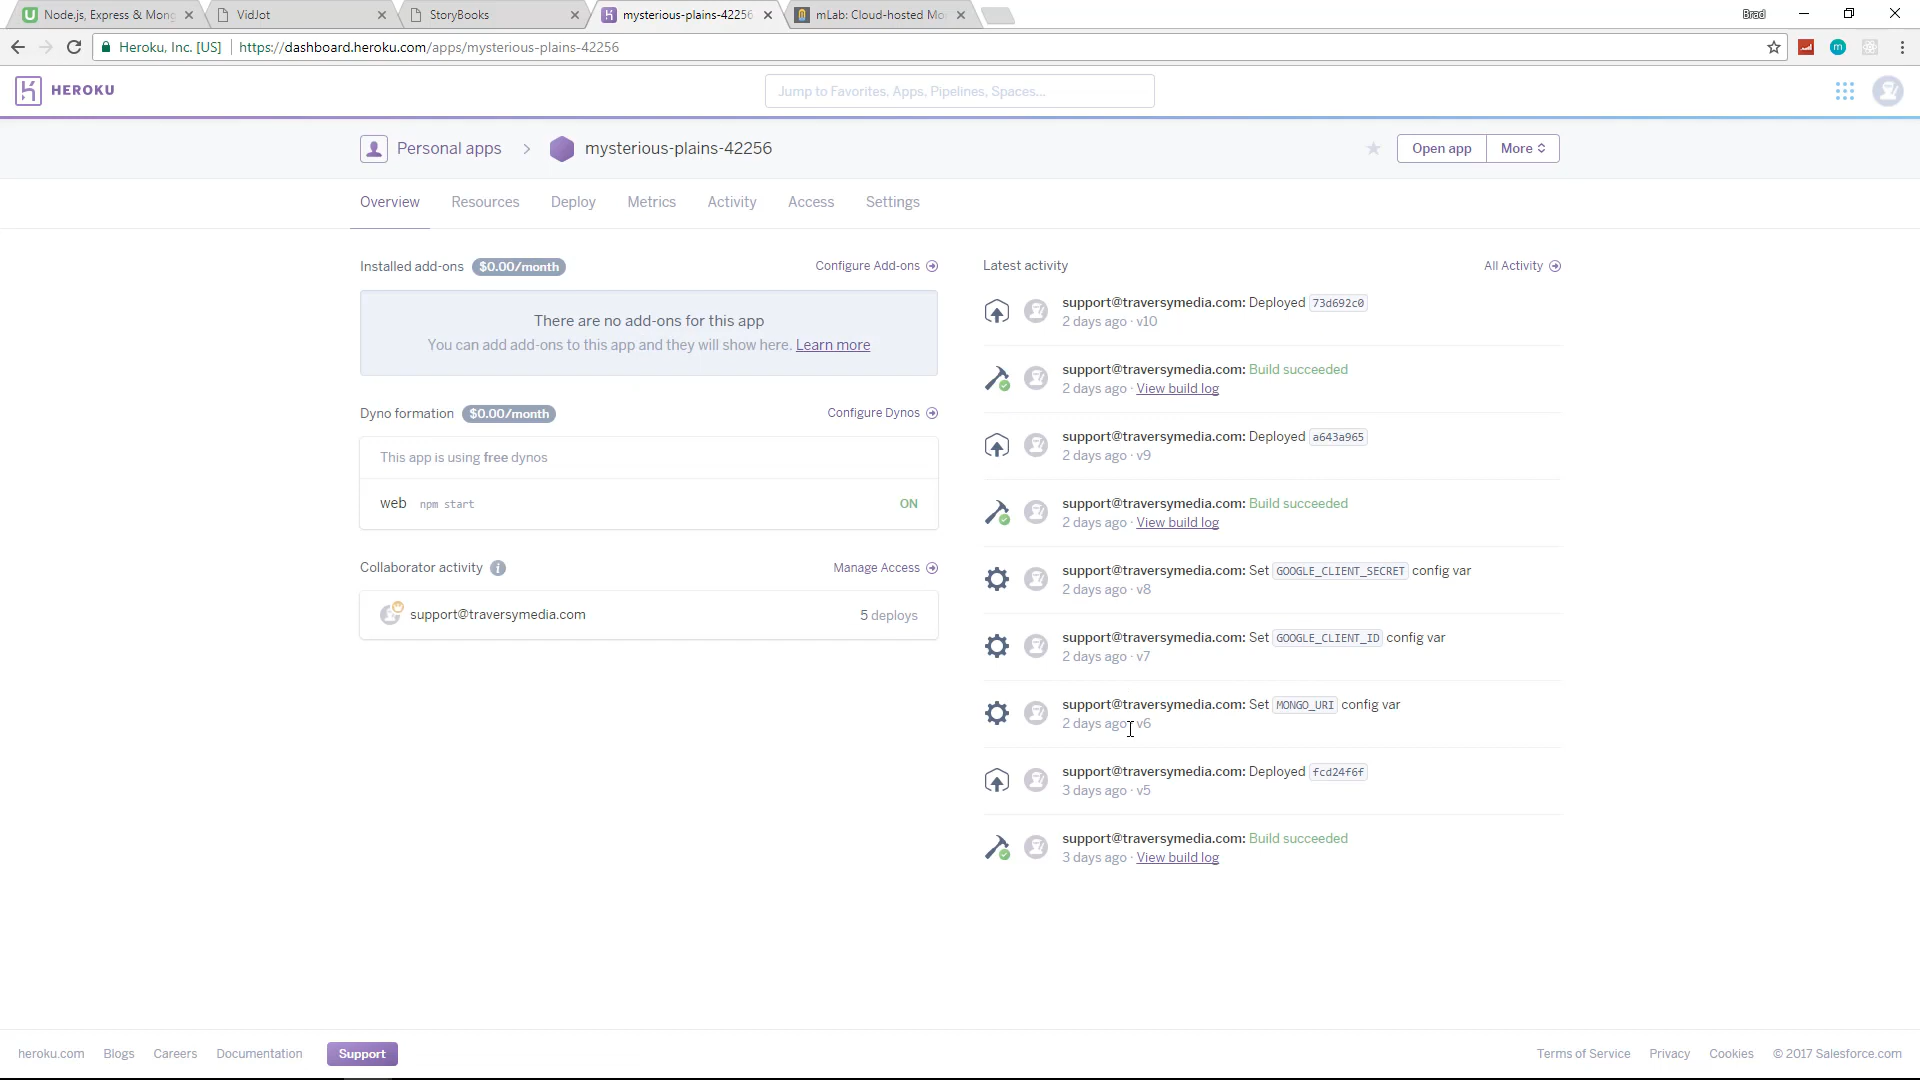 Node.js, Express & Mong
VidJot
StoryBooks
mysterious-plains-42256
mLab: Cloud-hosted Mo
Brad
Heroku, Inc. [US]
https://dashboard.heroku.com/apps/mysterious-plains-42256
HEROKU
Jump to Favorites, Apps, Pipelines, Spaces...
Personal apps > mysterious-plains-42256
Open app
More
Overview
Resources
Deploy
Metrics
Activity
Access
Settings
Installed add-ons $0.00/month
Configure Add-ons
There are no add-ons for this app
You can add add-ons to this app and they will show here. Learn more
Dyno formation $0.00/month
Configure Dynos
This app is using free dynos
web npm start ON
Collaborator activity
Manage Access
support@traversymedia.com 5 deploys
Latest activity
All Activity
support@traversymedia.com: Deployed 73d692c0
2 days ago · v10
support@traversymedia.com: Build succeeded
2 days ago · View build log
support@traversymedia.com: Deployed a643a965
2 days ago · v9
support@traversymedia.com: Build succeeded
2 days ago · View build log
support@traversymedia.com: Set GOOGLE_CLIENT_SECRET config var
2 days ago · v8
support@traversymedia.com: Set GOOGLE_CLIENT_ID config var
2 days ago · v7
support@traversymedia.com: Set MONGO_URI config var
2 days ago · v6
support@traversymedia.com: Deployed fcd24f6f
3 days ago · v5
support@traversymedia.com: Build succeeded
3 days ago · View build log
heroku.com
Blogs
Careers
Documentation
Support
Terms of Service
Privacy
Cookies
© 2017 Salesforce.com